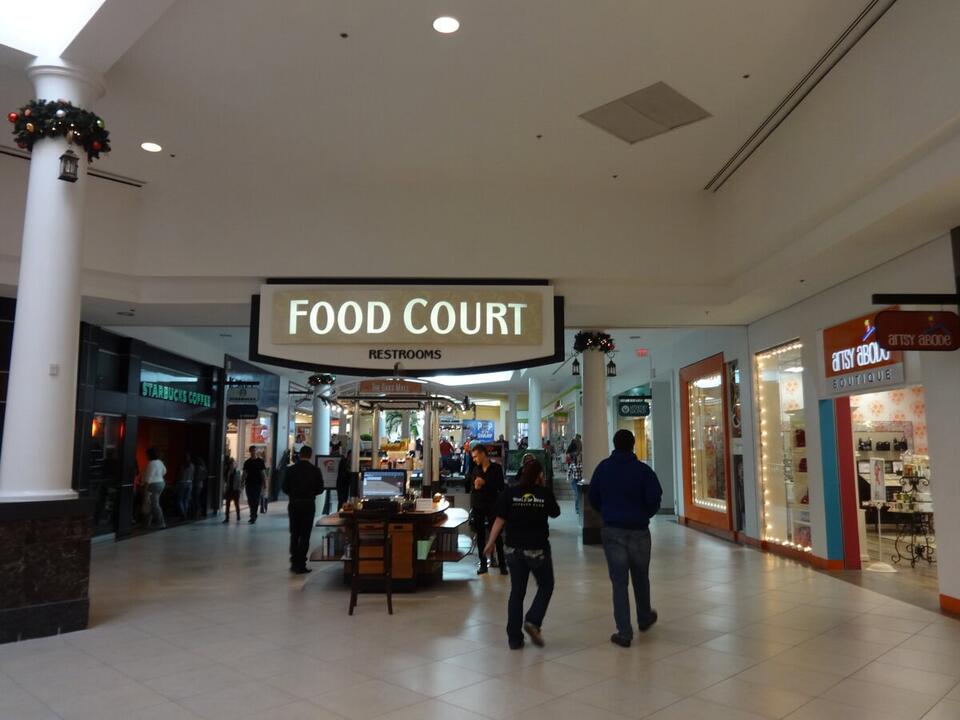 FOOD COURT
RESTROOMS
STARBUCKS COFFEE
ARTSY ABODE
BOUTIQUE
ARTSY ABODE